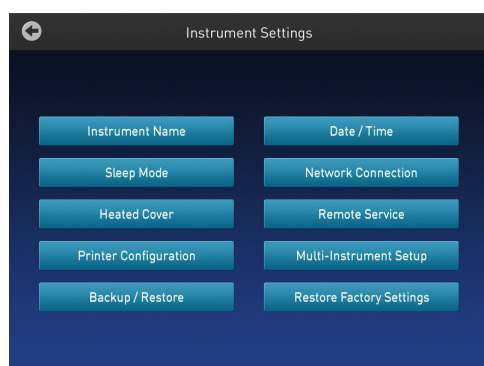 Instrument Settings
Instrument Name
Date / Time
Sleep Mode
Network Connection
Heated Cover
Remote Service
Printer Configuration
Multi-Instrument Setup
Backup / Restore
Restore Factory Settings